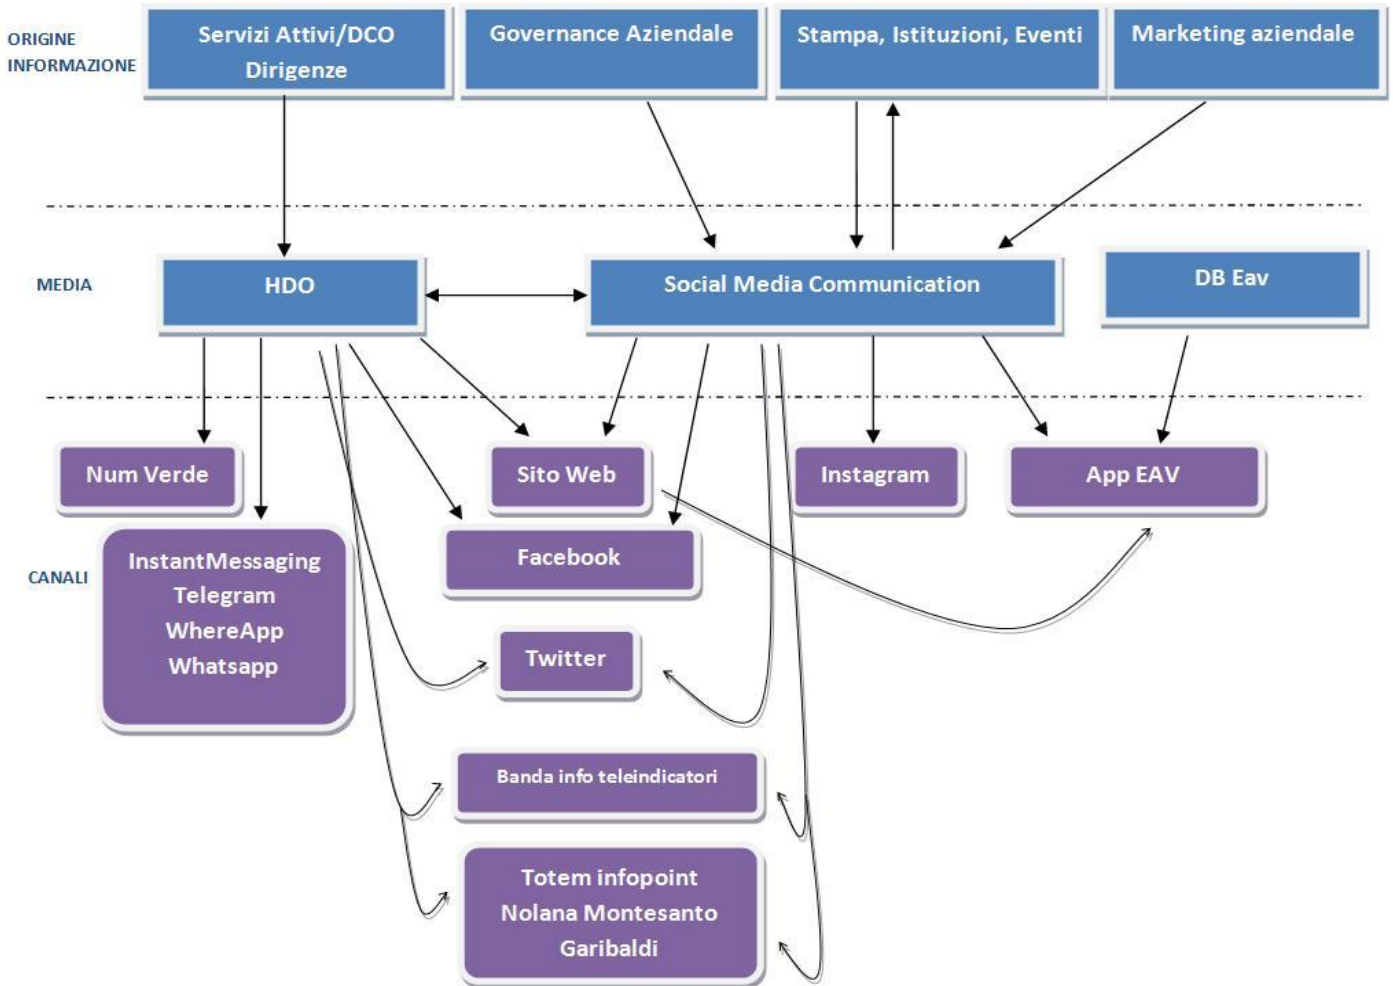 ORIGINE
INFORMAZIONE
Servizi Attivi/DCO
Dirigenze
Governance Aziendale
Stampa, Istituzioni, Eventi
Marketing aziendale
MEDIA
HDO
Social Media Communication
DB Eav
CANALI
Num Verde
Sito Web
Instagram
App EAV
InstantMessaging
Telegram
WhereApp
Whatsapp
Facebook
Twitter
Banda info teleindicatori
Totem infopoint
Nolana Montesanto
Garibaldi